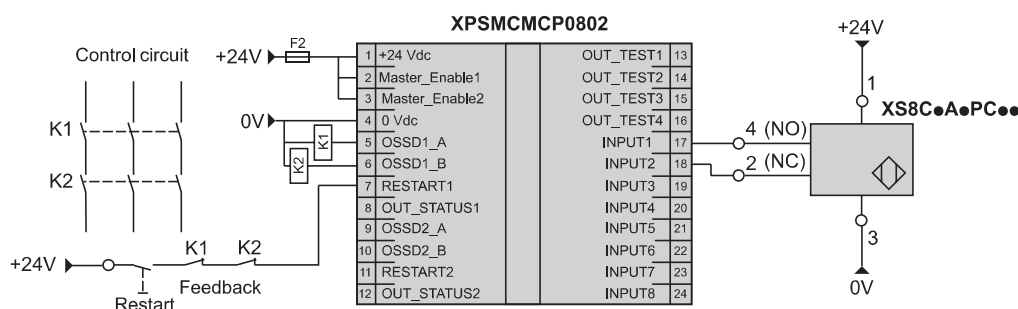 XPSMCMCP0802
+24V
Control circuit
+24V
F2
1 +24 Vdc OUT_TEST1 13
2 Master_Enable1 OUT_TEST2 14
3 Master_Enable2 OUT_TEST3 15
4 0 Vdc OUT_TEST4 16
5 OSSD1_A INPUT1 17
6 OSSD1_B INPUT2 18
7 RESTART1 INPUT3 19
8 OUT_STATUS1 INPUT4 20
9 OSSD2_A INPUT5 21
10 OSSD2_B INPUT6 22
11 RESTART2 INPUT7 23
12 OUT_STATUS2 INPUT8 24
0V
K1
K2
K1
K2
+24V
Restart
K1 K2
Feedback
1
XS8C●A●PC●●
4 (NO)
2 (NC)
3
0V